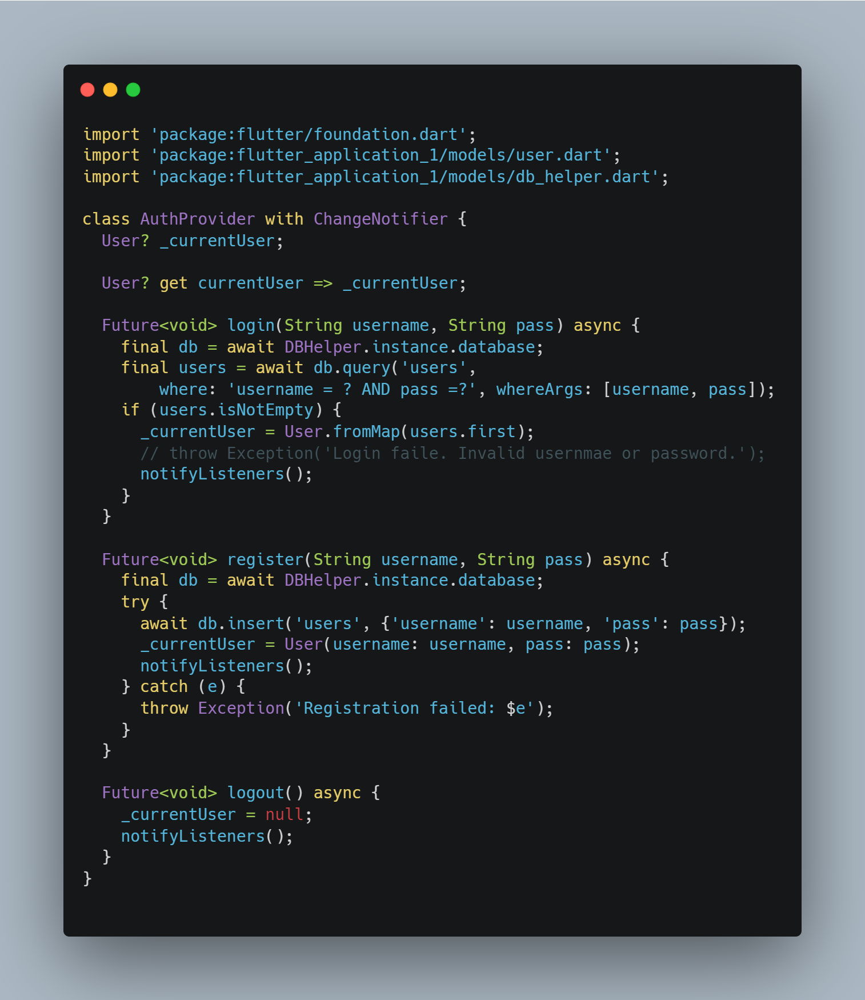 import 'package:flutter/foundation.dart';
import 'package:flutter_application_1/models/user.dart';
import 'package:flutter_application_1/models/db_helper.dart';

class AuthProvider with ChangeNotifier {
  User? _currentUser;

  User? get currentUser => _currentUser;

  Future<void> login(String username, String pass) async {
    final db = await DBHelper.instance.database;
    final users = await db.query('users',
        where: 'username = ? AND pass =?', whereArgs: [username, pass]);
    if (users.isNotEmpty) {
      _currentUser = User.fromMap(users.first);
      // throw Exception('Login faile. Invalid usernmae or password.');
      notifyListeners();
    }
  }

  Future<void> register(String username, String pass) async {
    final db = await DBHelper.instance.database;
    try {
      await db.insert('users', {'username': username, 'pass': pass});
      _currentUser = User(username: username, pass: pass);
      notifyListeners();
    } catch (e) {
      throw Exception('Registration failed: $e');
    }
  }

  Future<void> logout() async {
    _currentUser = null;
    notifyListeners();
  }
}